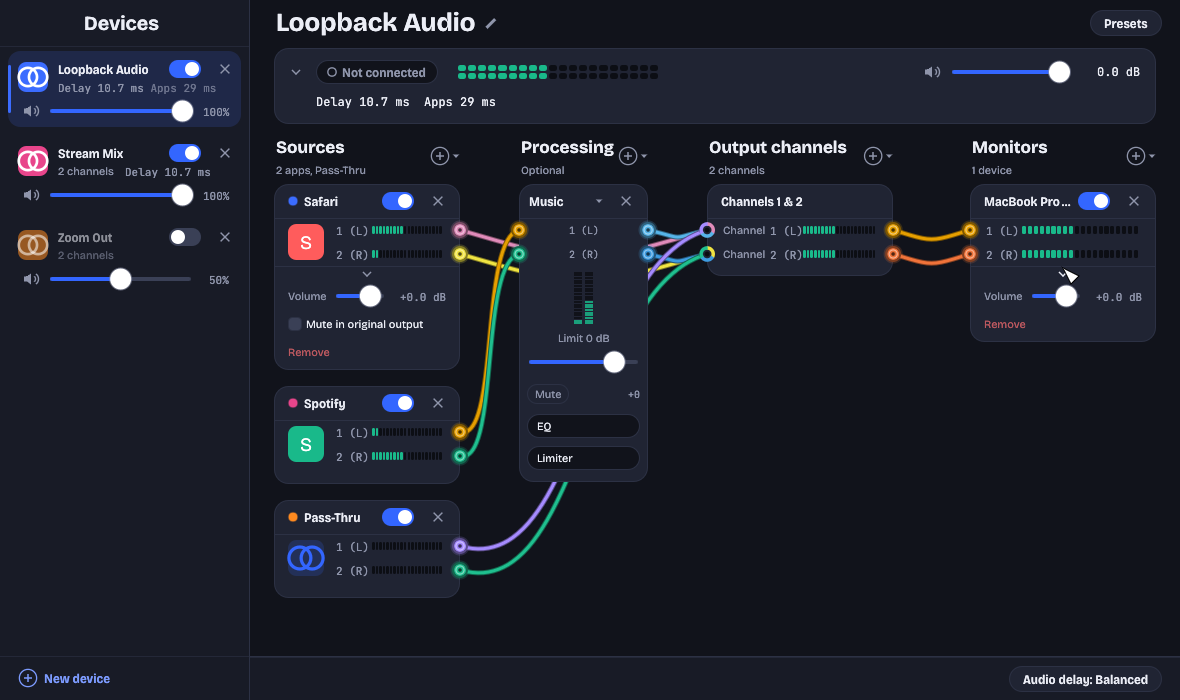 Devices
Loopback Audio
Delay 10.7 ms Apps 29 ms
100%
Stream Mix
2 channels Delay 10.7 ms
100%
Zoom Out
2 channels
50%
New device
Loopback Audio
Presets
Not connected
0.0 dB
Delay 10.7 ms Apps 29 ms
Sources
2 apps, Pass-Thru
Safari
S
1 (L)
2 (R)
Volume +0.0 dB
Mute in original output
Remove
Spotify
S
1 (L)
2 (R)
Pass-Thru
1 (L)
2 (R)
Processing
Optional
Music
1 (L)
2 (R)
Limit 0 dB
Mute +0
EQ
Limiter
Output channels
2 channels
Channels 1 & 2
Channel 1 (L)
Channel 2 (R)
Monitors
1 device
MacBook Pro ...
1 (L)
2 (R)
Volume +0.0 dB
Remove
Audio delay: Balanced